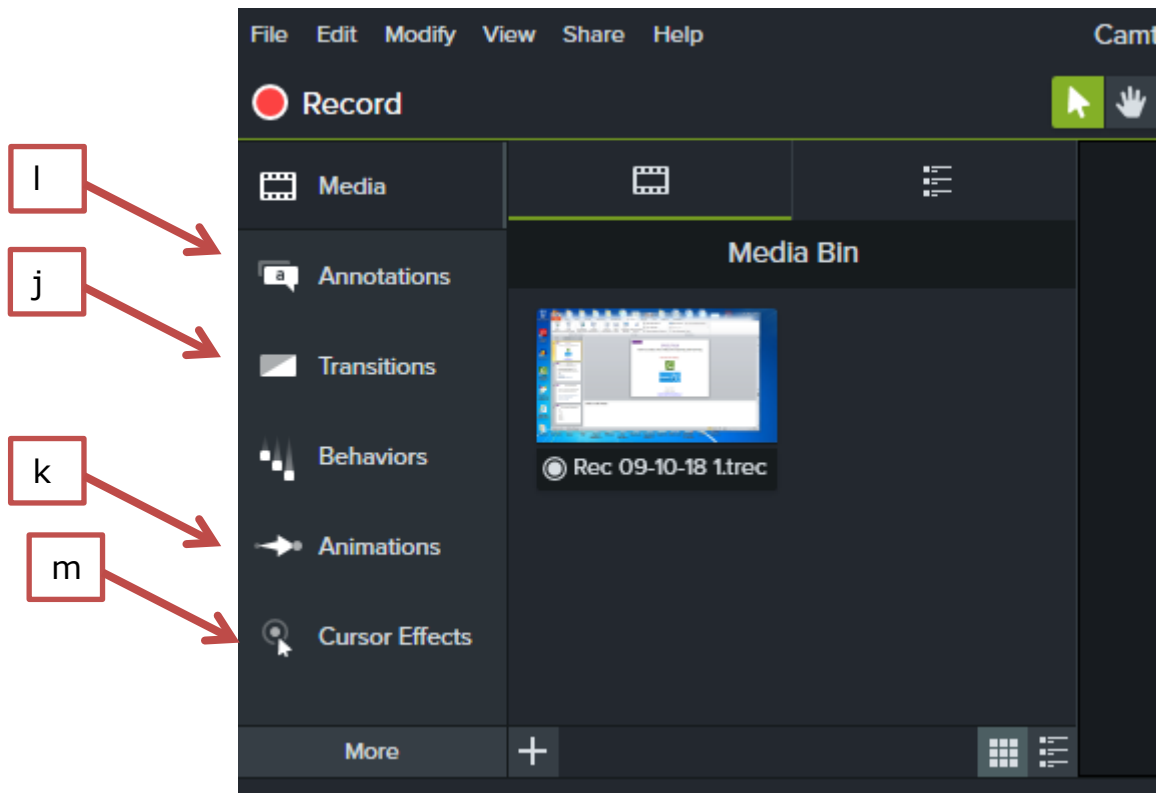 File Edit Modify View Share Help
Camt
Record
l
Media
Media Bin
j
a
Annotations
Transitions
k
Behaviors
Rec 09-10-18 1.trec
m
Animations
Cursor Effects
More